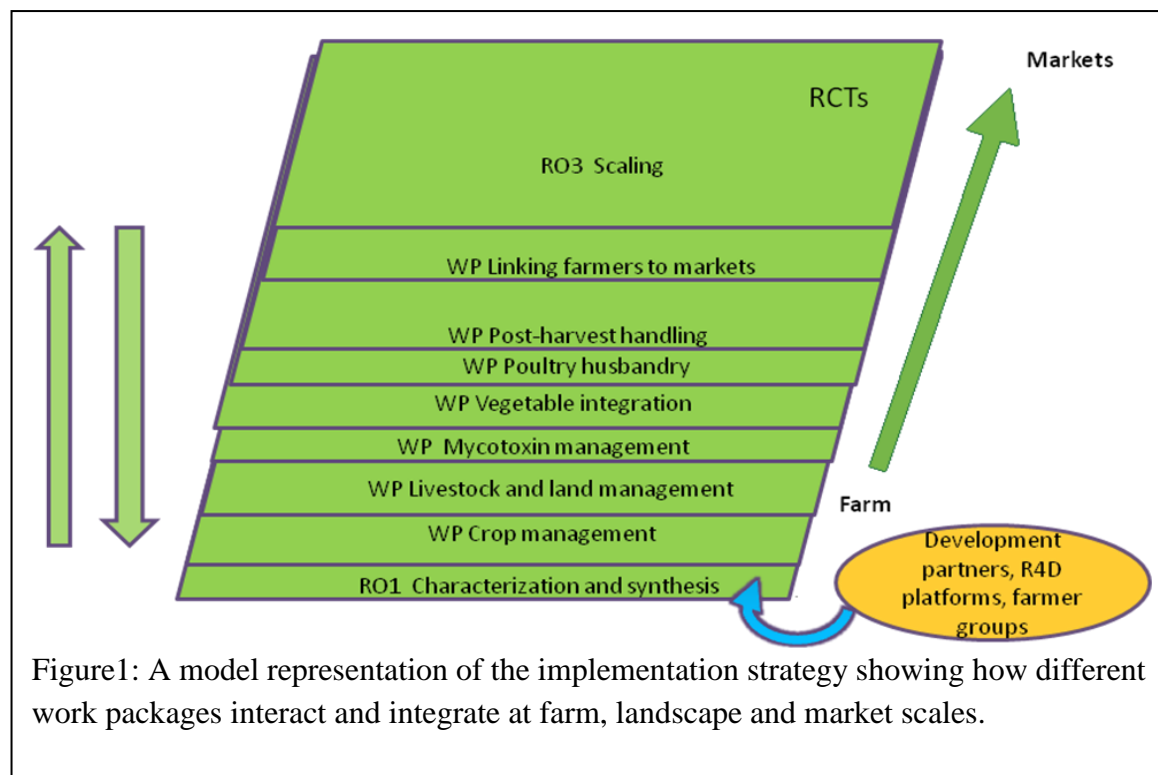 Markets
RCTs
RO3 Scaling
WP Linking farmers to markets
WP Post-harvest handling
WP Poultry husbandry
WP Vegetable integration
WP Mycotoxin management
WP Livestock and land management
Farm
WP Crop management
Development
partners, R4D
platforms, farmer
groups
RO1 Characterization and synthesis
Figure1: A model representation of the implementation strategy showing how different
work packages interact and integrate at farm, landscape and market scales.